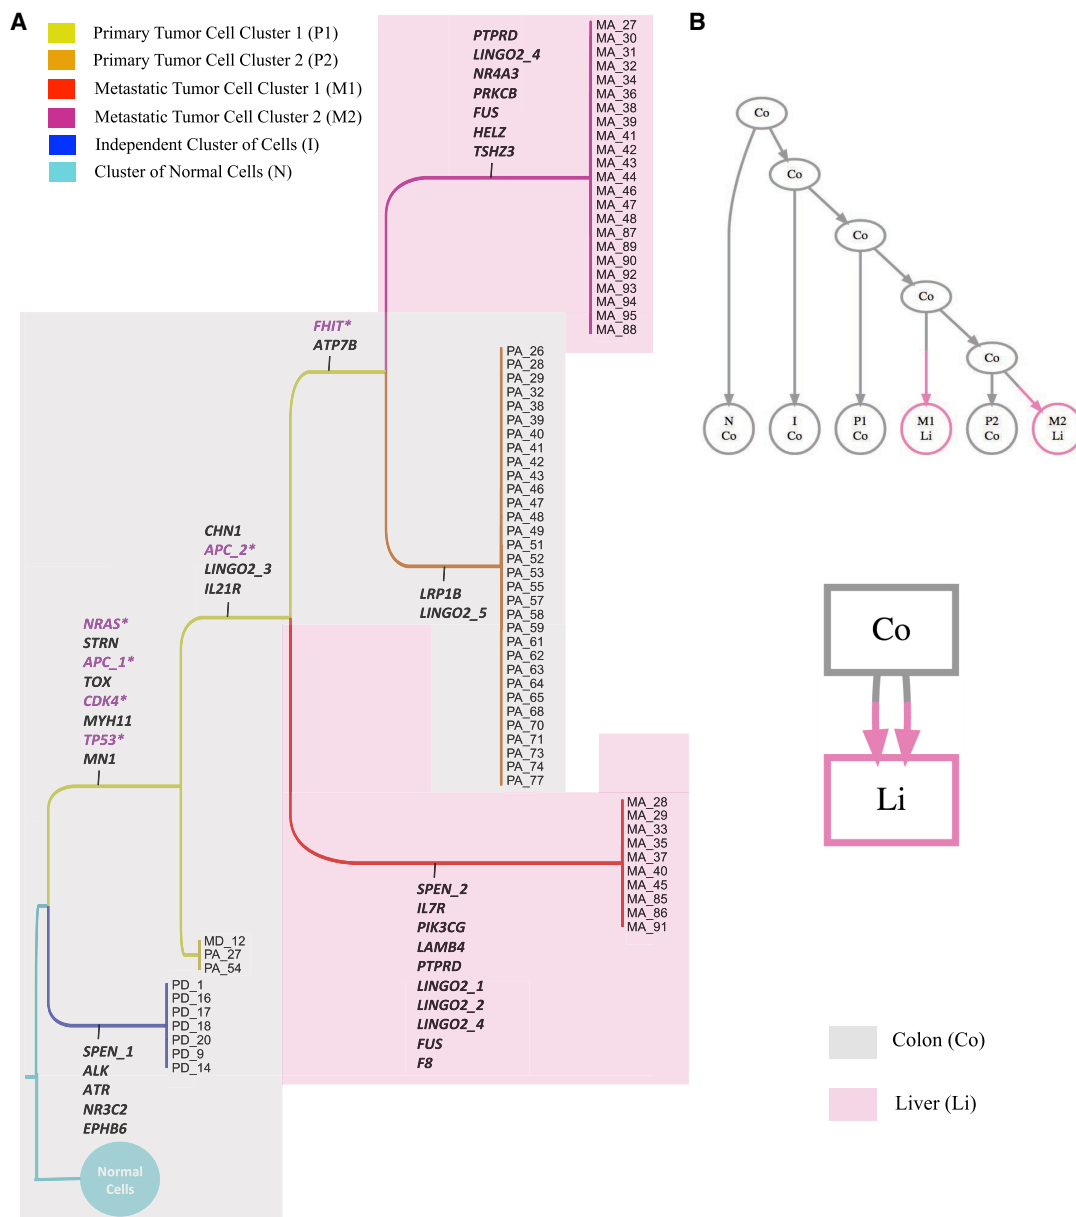 A
Primary Tumor Cell Cluster 1 (P1)
Primary Tumor Cell Cluster 2 (P2)
Metastatic Tumor Cell Cluster 1 (M1)
Metastatic Tumor Cell Cluster 2 (M2)
Independent Cluster of Cells (I)
Cluster of Normal Cells (N)
PTPRD
LINGO2_4
NR4A3
PRKCB
FUS
HELZ
TSHZ3
MA_27
MA_30
MA_31
MA_32
MA_34
MA_36
MA_38
MA_39
MA_41
MA_42
MA_43
MA_44
MA_46
MA_47
MA_48
MA_87
MA_89
MA_90
MA_92
MA_93
MA_94
MA_95
MA_88
FHIT*
ATP7B
PA_26
PA_28
PA_29
PA_32
PA_38
PA_39
PA_40
PA_41
PA_42
PA_43
PA_46
PA_47
PA_48
PA_49
PA_51
PA_52
PA_53
PA_55
PA_57
PA_58
PA_59
PA_61
PA_62
PA_63
PA_64
PA_65
PA_68
PA_70
PA_71
PA_73
PA_74
PA_77
CHN1
APC_2*
LINGO2_3
IL21R
LRP1B
LINGO2_5
NRAS*
STRN
APC_1*
TOX
CDK4*
MYH11
TP53*
MN1
MA_28
MA_29
MA_33
MA_35
MA_37
MA_40
MA_45
MA_85
MA_86
MA_91
SPEN_2
IL7R
PIK3CG
LAMB4
PTPRD
LINGO2_1
LINGO2_2
LINGO2_4
FUS
F8
MD_12
PA_27
PA_54
PD_1
PD_16
PD_17
PD_18
PD_20
PD_9
PD_14
SPEN_1
ALK
ATR
NR3C2
EPHB6
Normal
Cells
B
Co
Co
Co
Co
Co
N
Co
I
Co
P1
Co
M1
Li
P2
Co
M2
Li
Co
Li
Colon (Co)
Liver (Li)